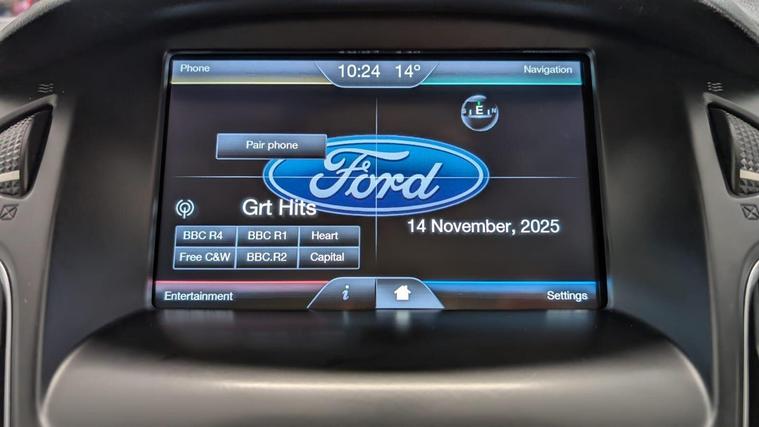 Phone
10:24 14°
Navigation
E
Pair phone
Ford
Grt Hits
14 November, 2025
BBC R4 BBC R1 Heart
Free C&W BBC.R2 Capital
Entertainment
i
Settings